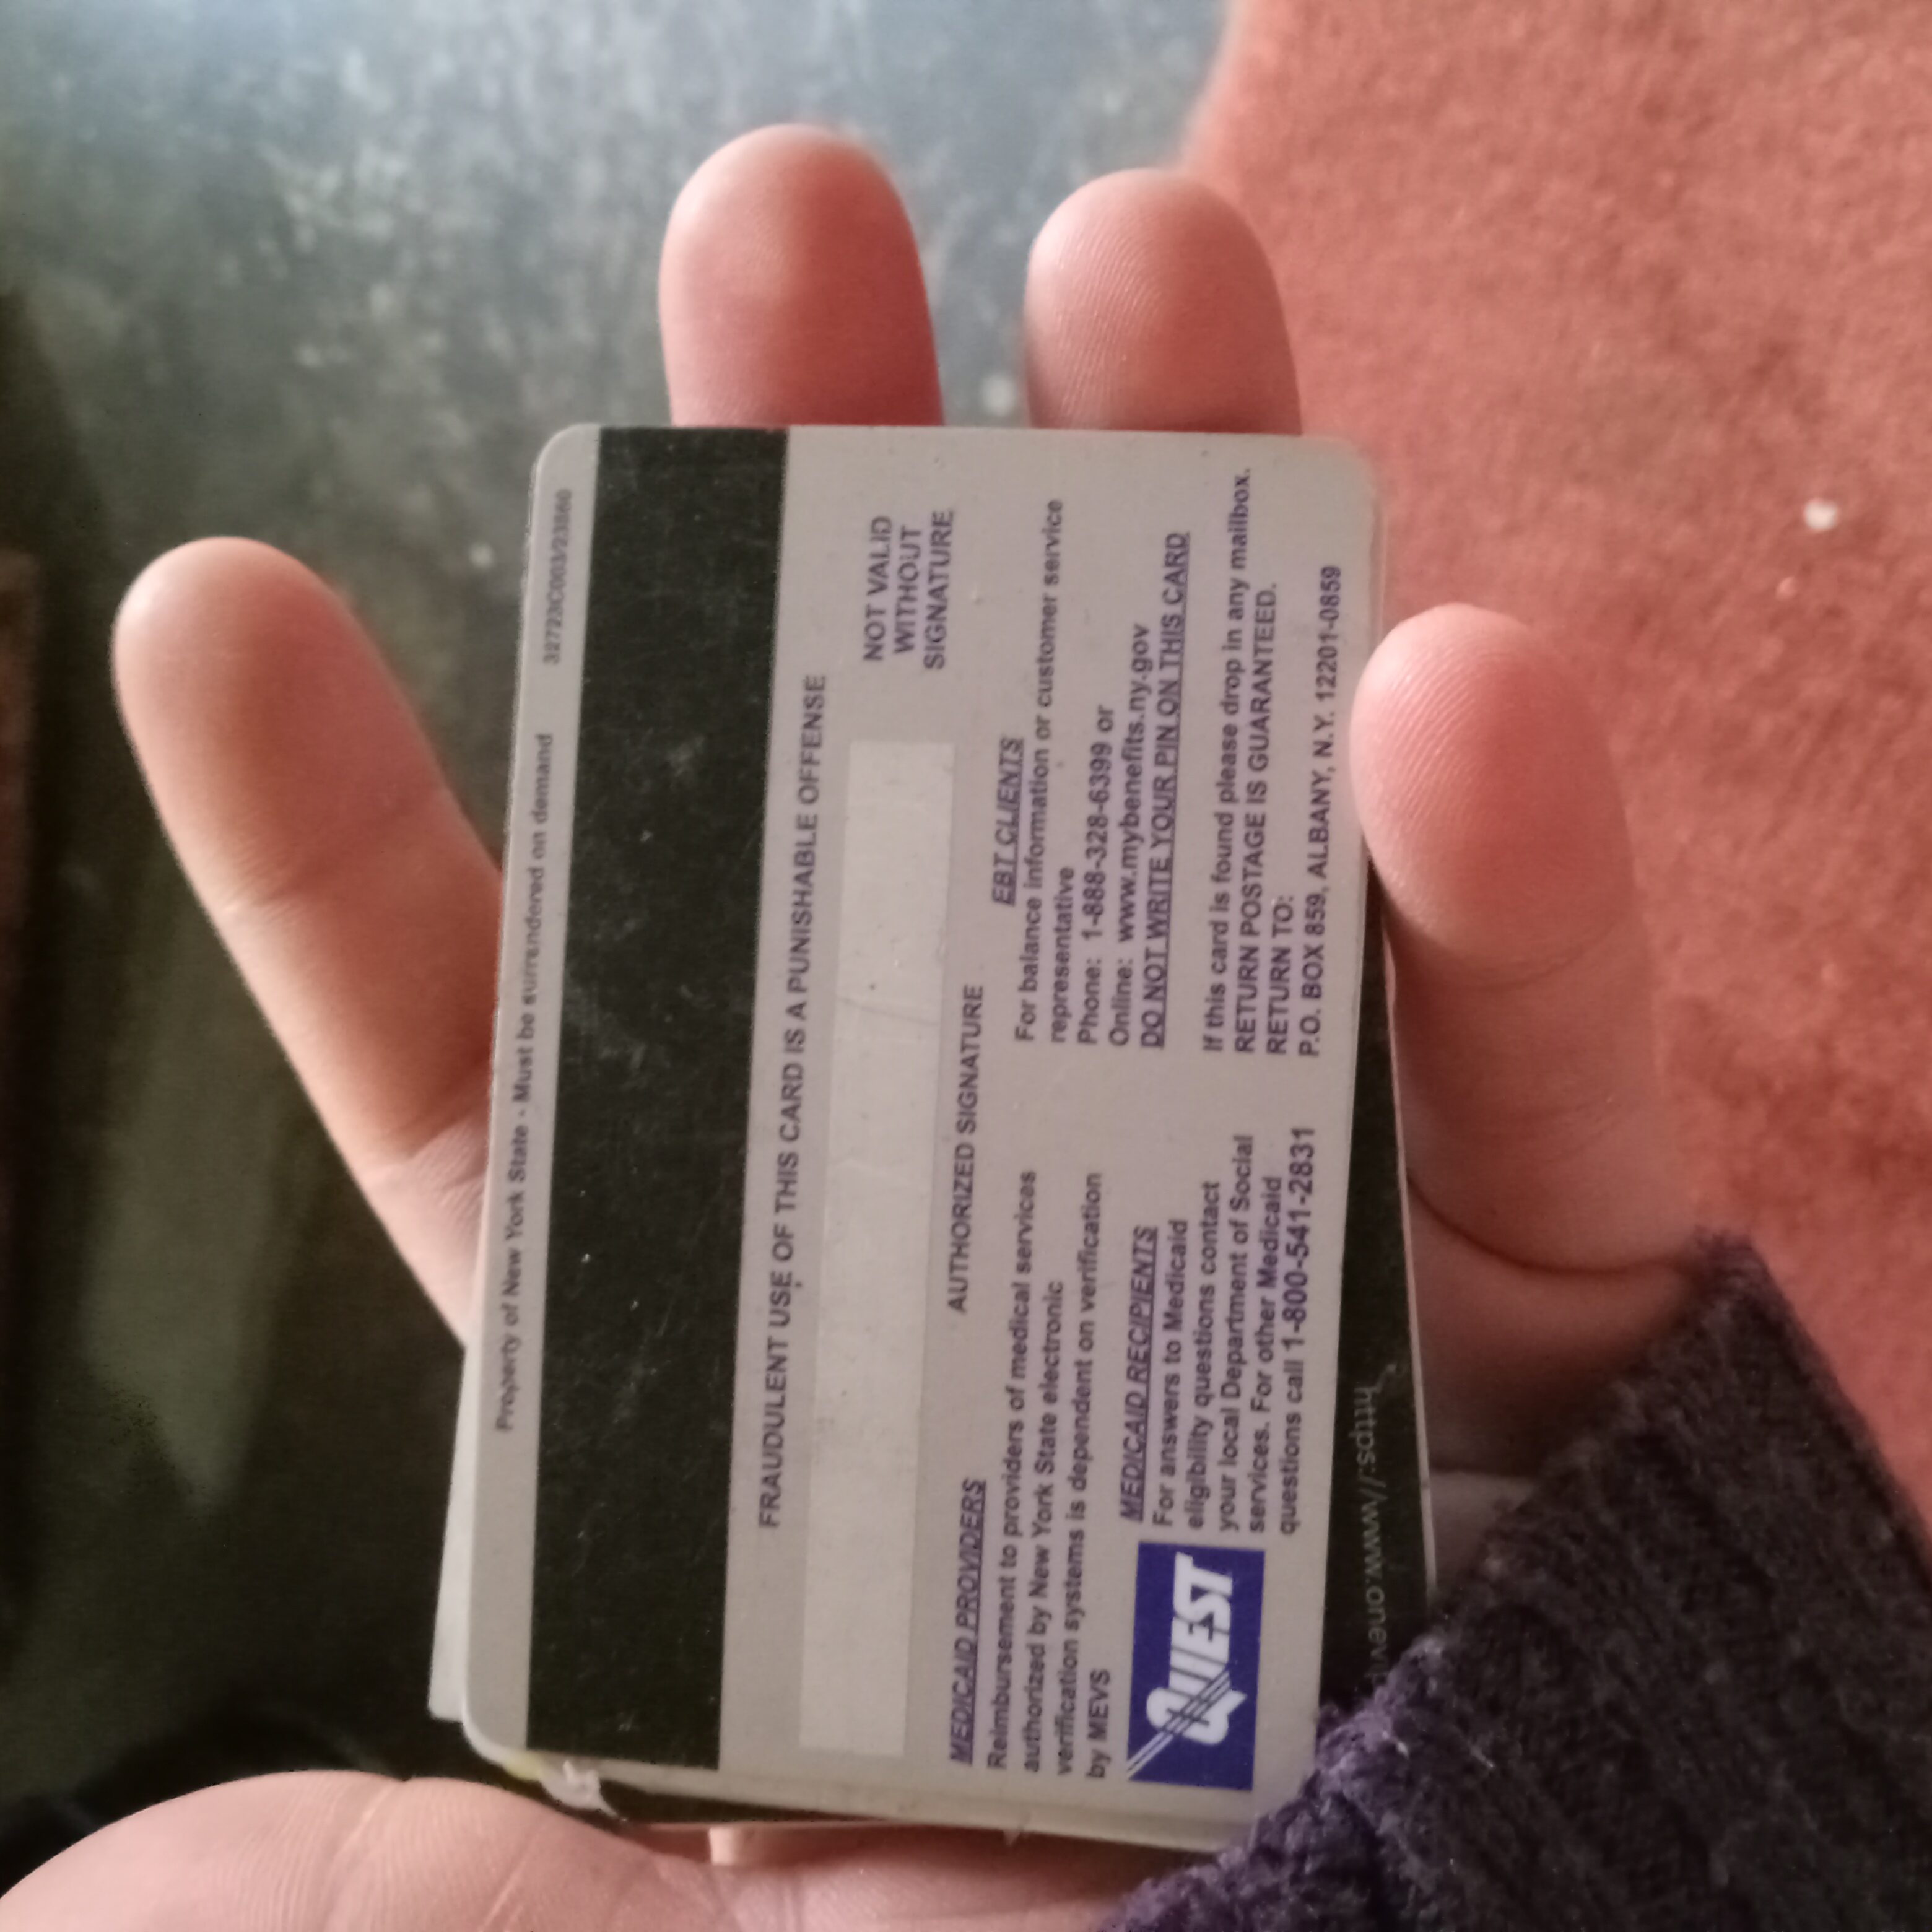 Property of New York State - Must be surrendered on demand
FRAUDULENT USE OF THIS CARD IS A PUNISHABLE OFFENSE
NOT VALID
WITHOUT
SIGNATURE
AUTHORIZED SIGNATURE
MEDICAID PROVIDERS
Reimbursement to providers of medical services
authorized by New York State electronic
verification systems is dependent on verification
by MEVS
QUEST
MEDICAID RECIPIENTS
For answers to Medicaid
eligibility questions contact
your local Department of Social
services. For other Medicaid
questions call 1-800-541-2831
EBT CLIENTS
For balance information or customer service
representative
Phone: 1-888-328-6399 or
Online: www.mybenefits.ny.gov
DO NOT WRITE YOUR PIN ON THIS CARD
If this card is found please drop in any mailbox.
RETURN POSTAGE IS GUARANTEED.
RETURN TO:
P.O. BOX 859, ALBANY, N.Y. 12201-0859